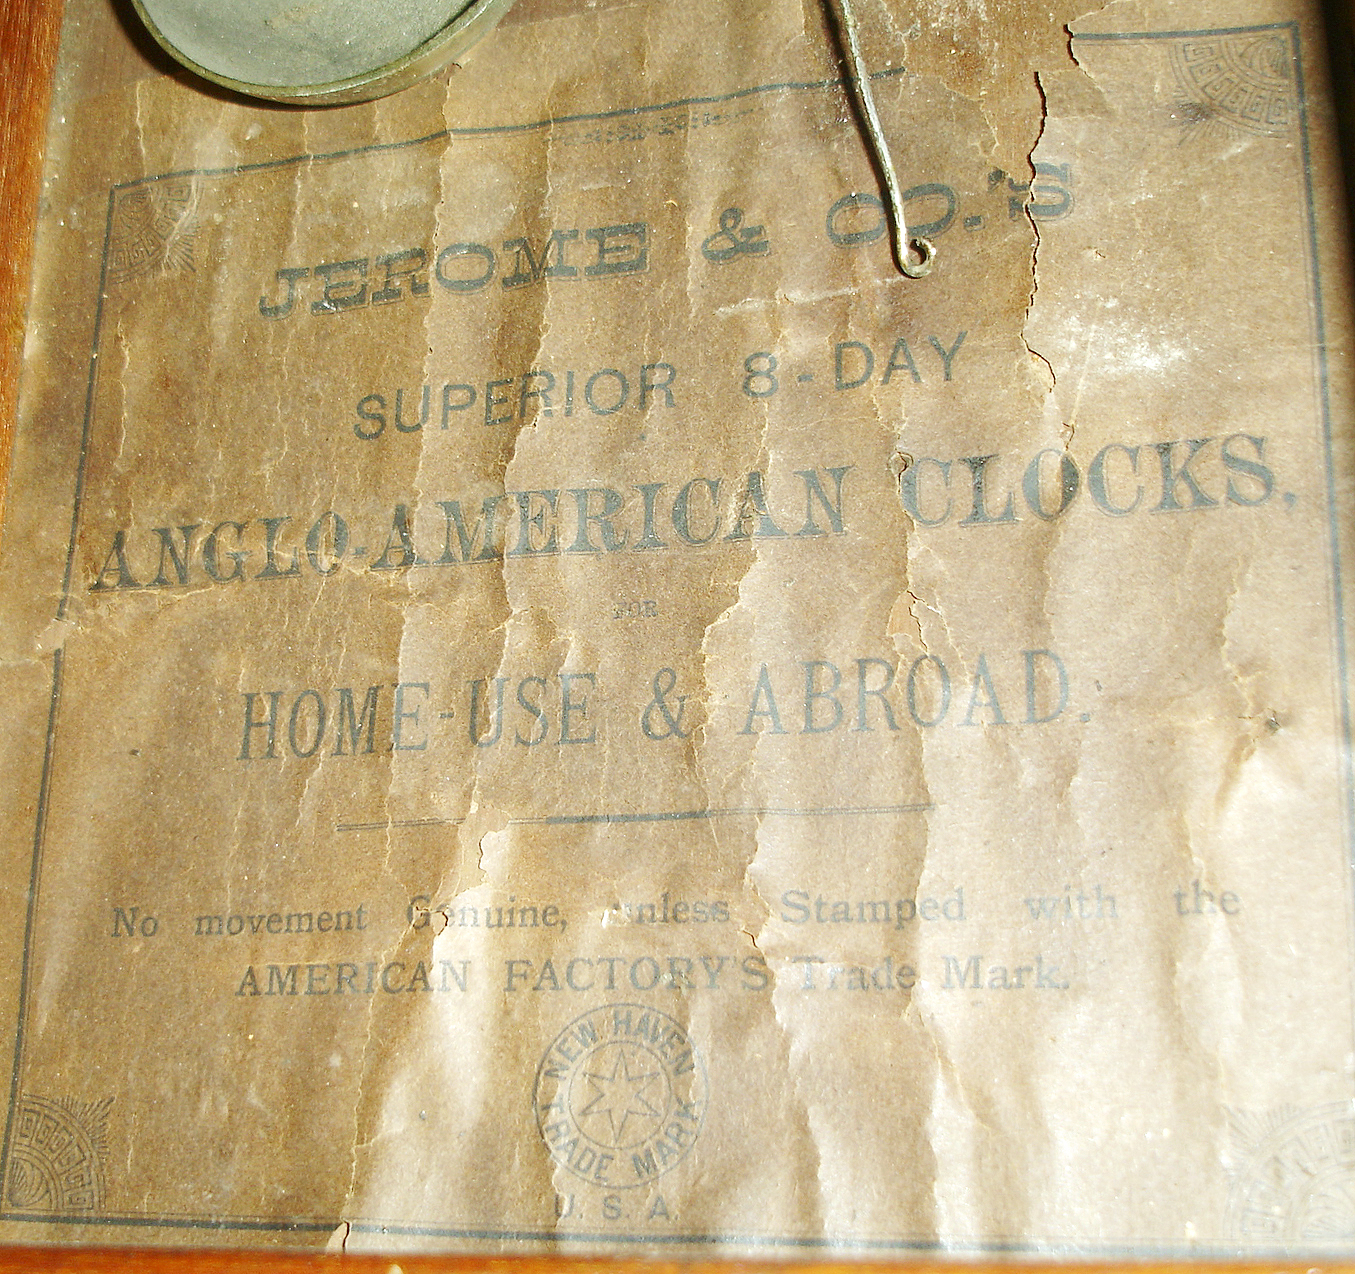 JEROME & CO.'S
SUPERIOR 8-DAY
ANGLO-AMERICAN CLOCKS,
FOR
HOME-USE & ABROAD.
No movement Genuine, unless Stamped with the
AMERICAN FACTORY'S Trade Mark.
NEW HAVEN
TRADE MARK
U. S. A.